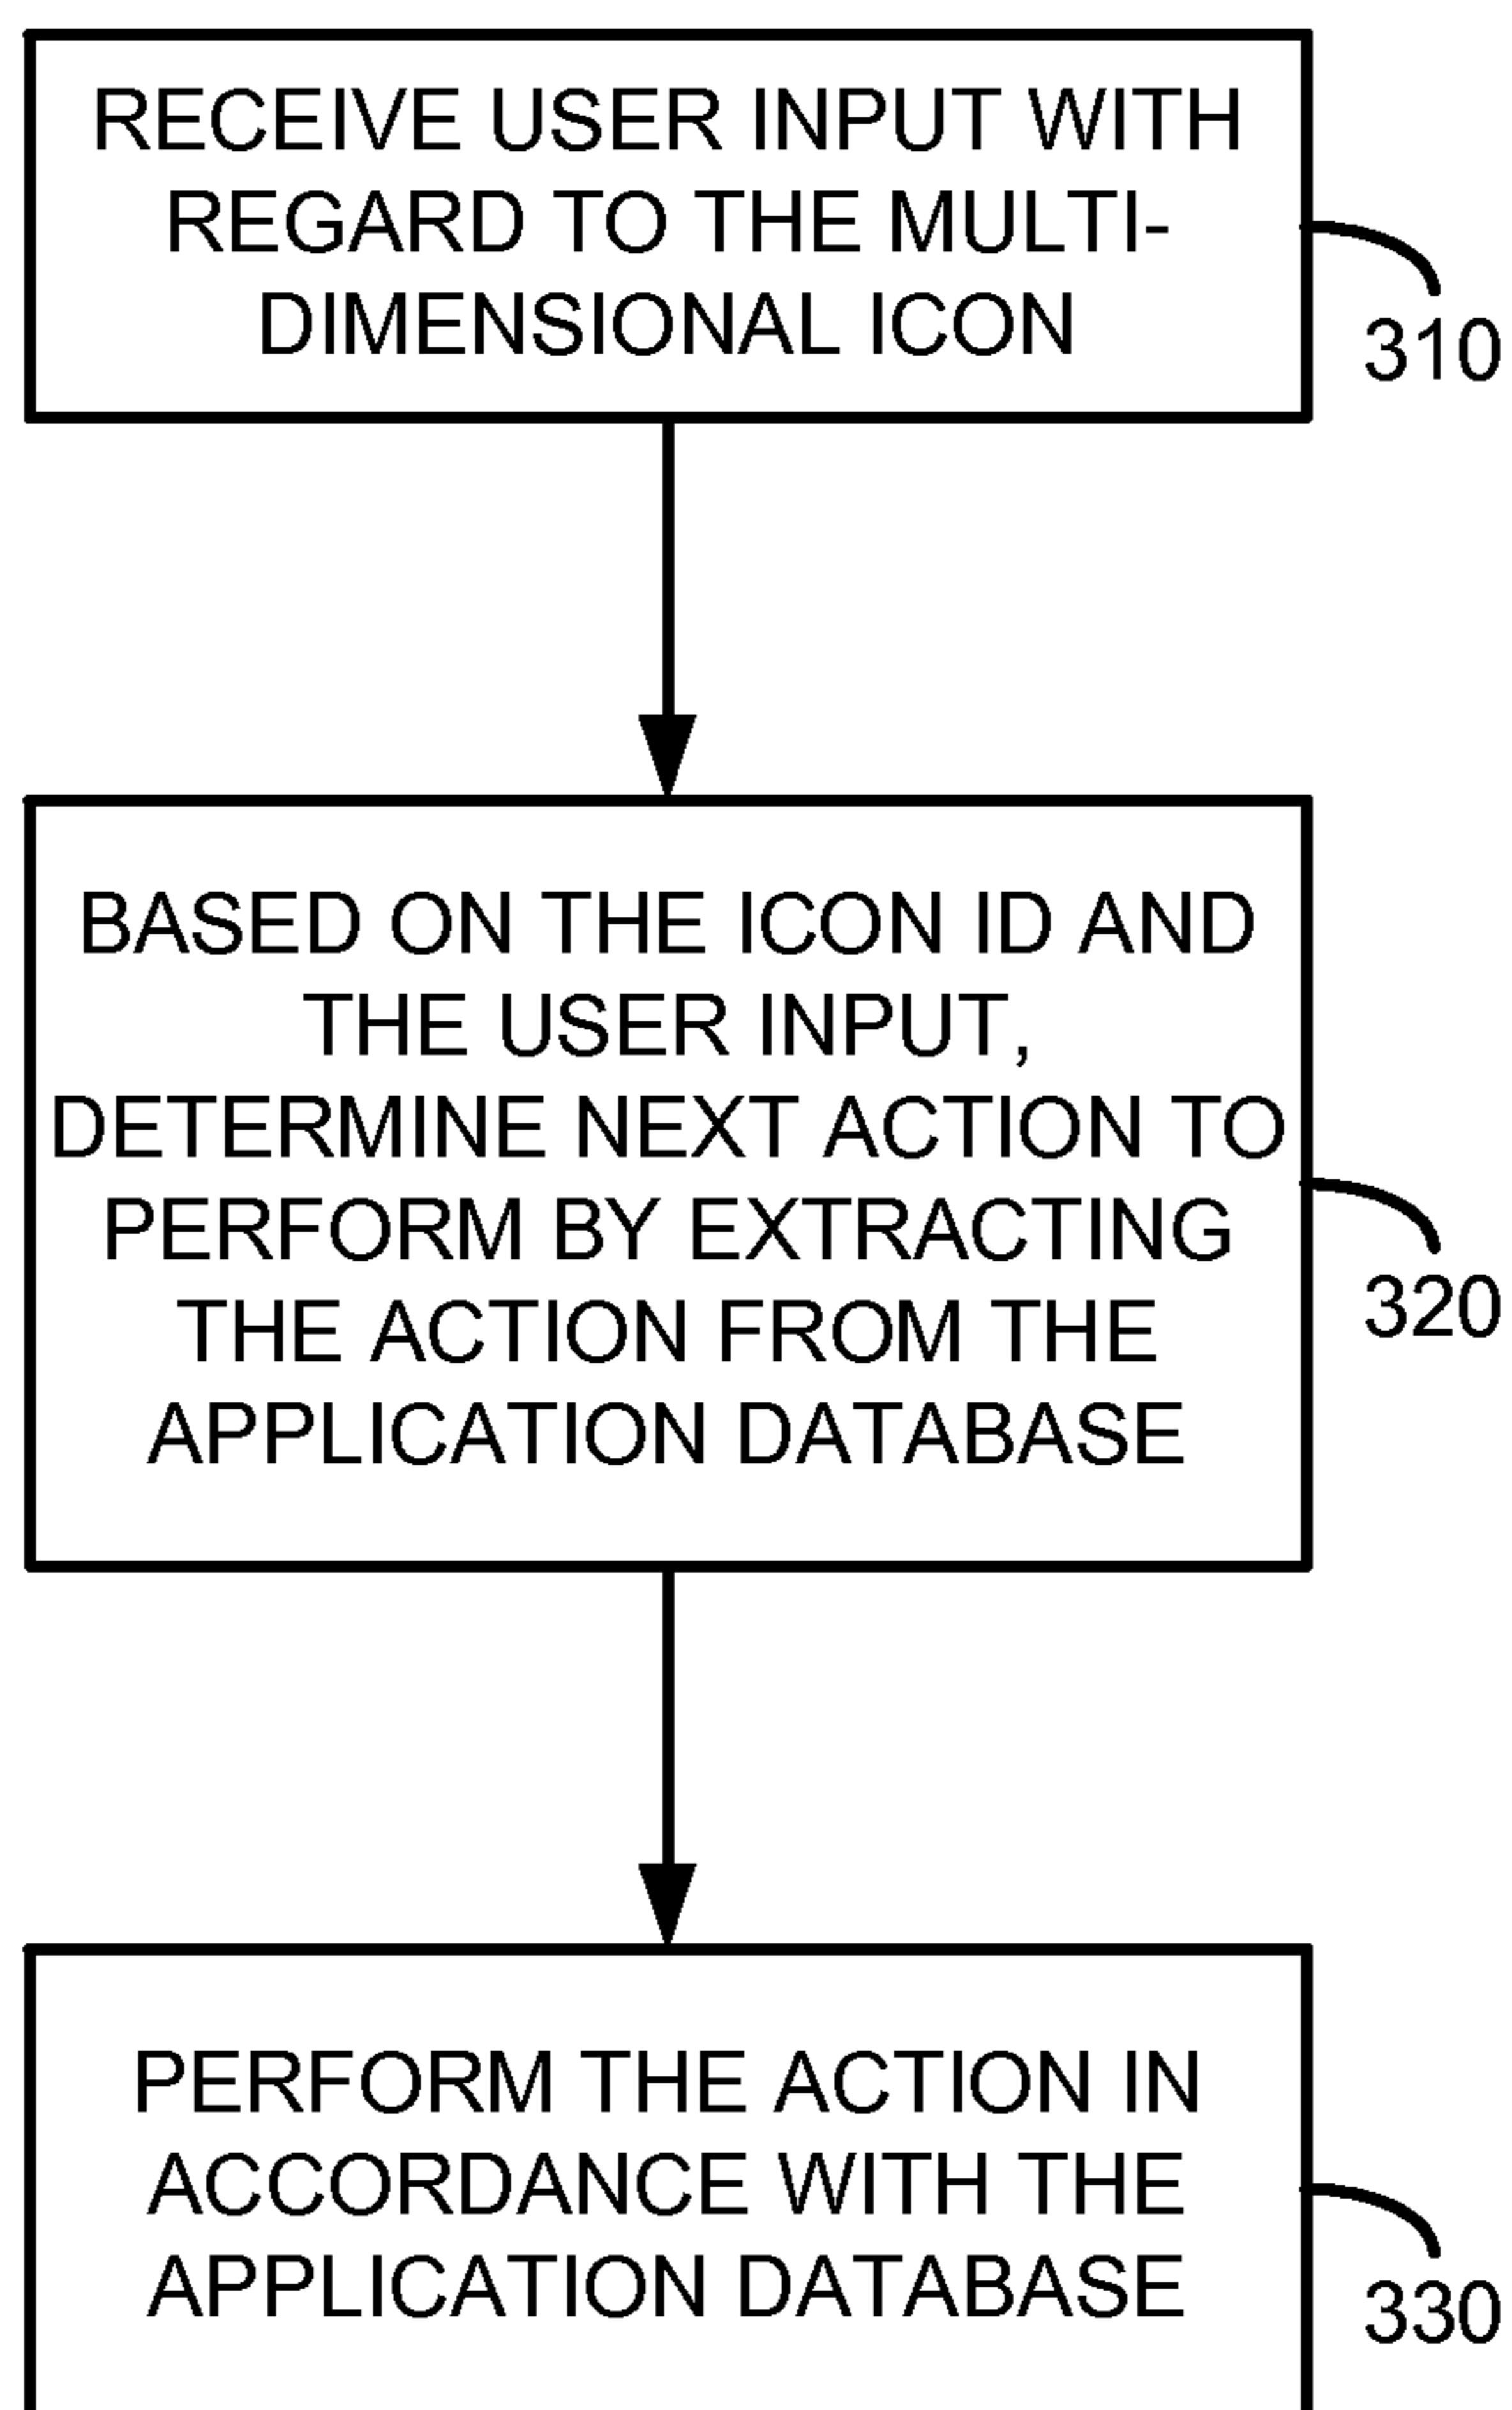 RECEIVE USER INPUT WITH
REGARD TO THE MULTI-
DIMENSIONAL ICON
310
BASED ON THE ICON ID AND
THE USER INPUT,
DETERMINE NEXT ACTION TO
PERFORM BY EXTRACTING
THE ACTION FROM THE
APPLICATION DATABASE
320
PERFORM THE ACTION IN
ACCORDANCE WITH THE
APPLICATION DATABASE
330